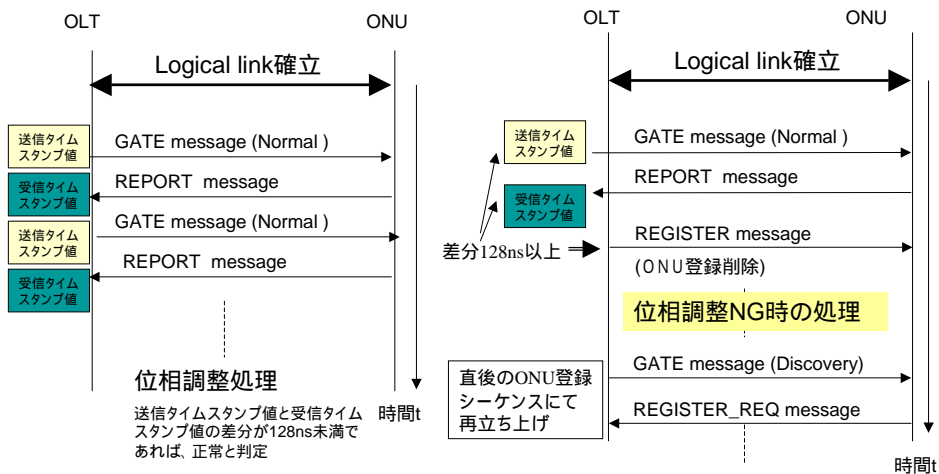 OLT
ONU
Logical link確立
送信タイム
スタンプ値
GATE message (Normal )
受信タイム
スタンプ値
REPORT message
送信タイム
スタンプ値
GATE message (Normal )
受信タイム
スタンプ値
REPORT message
位相調整処理
送信タイムスタンプ値と受信タイム
スタンプ値の差分が128ns未満で
あれば、正常と判定
時間t
OLT
ONU
Logical link確立
送信タイム
スタンプ値
GATE message (Normal )
受信タイム
スタンプ値
REPORT message
差分128ns以上
REGISTER message
(ONU登録削除)
位相調整NG時の処理
直後のONU登録
シーケンスにて
再立ち上げ
GATE message (Discovery)
REGISTER_REQ message
時間t